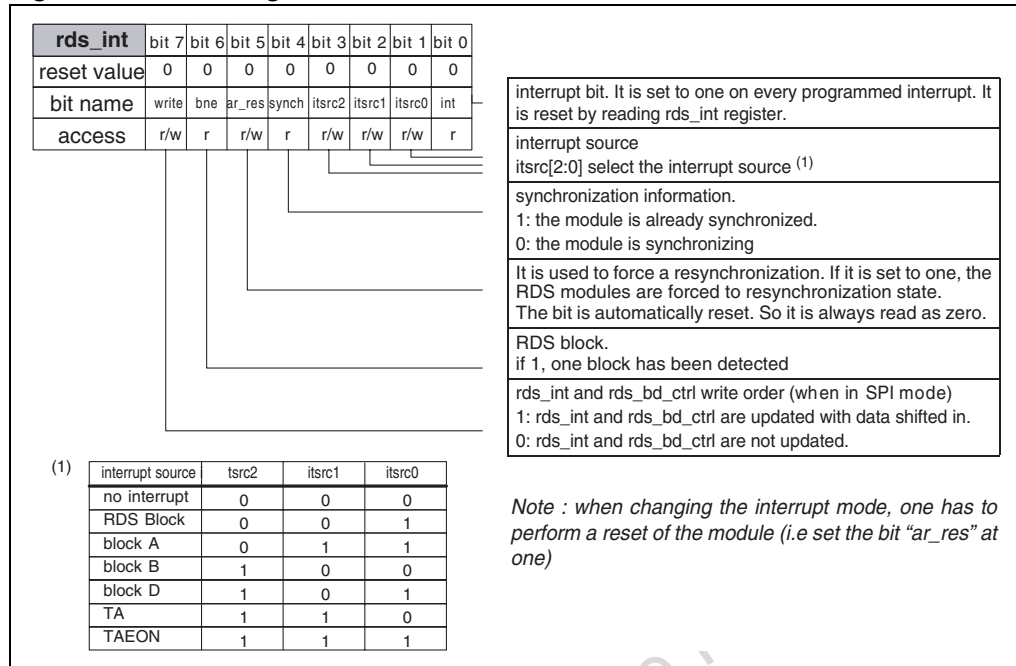 rds_int bit 7 bit 6 bit 5 bit 4 bit 3 bit 2 bit 1 bit 0
reset value 0 0 0 0 0 0 0 0
bit name write bne ar_res synch itsrc2 itsrc1 itsrc0 int
access r/w r r/w r r/w r/w r/w r
interrupt bit. It is set to one on every programmed interrupt. It
is reset by reading rds_int register.
interrupt source
itsrc[2:0] select the interrupt source (1)
synchronization information.
1: the module is already synchronized.
0: the module is synchronizing
It is used to force a resynchronization. If it is set to one, the
RDS modules are forced to resynchronization state.
The bit is automatically reset. So it is always read as zero.
RDS block.
if 1, one block has been detected
rds_int and rds_bd_ctrl write order (when in SPI mode)
1: rds_int and rds_bd_ctrl are updated with data shifted in.
0: rds_int and rds_bd_ctrl are not updated.
(1) interrupt source tsrc2 itsrc1 itsrc0
no interrupt 0 0 0
RDS Block 0 0 1
block A 0 1 1
block B 1 0 0
block D 1 0 1
TA 1 1 0
TAEON 1 1 1
Note : when changing the interrupt mode, one has to
perform a reset of the module (i.e set the bit “ar_res” at
one)